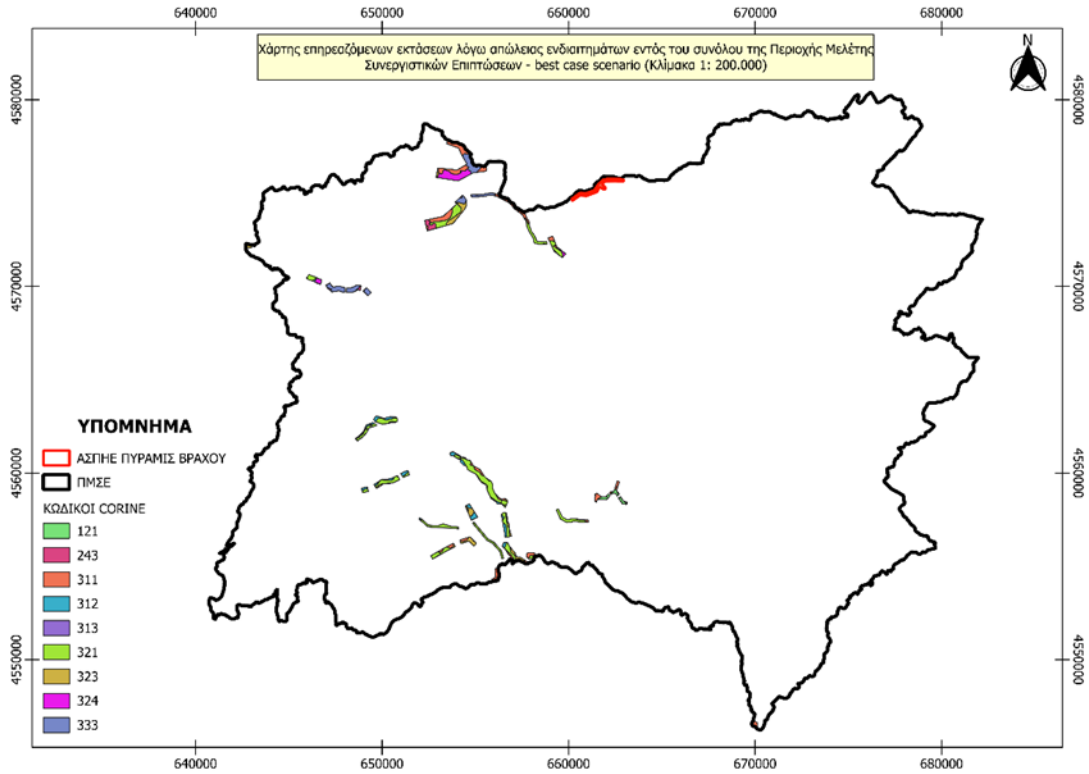 640000 650000 660000 670000 680000
Χάρτης επηρεαζόμενων εκτάσεων λόγω απώλειας ενδιαιτημάτων εντός του συνόλου της Περιοχής Μελέτης
Συνεργιστικών Επιπτώσεων - best case scenario (Κλίμακα 1: 200.000)
N
4580000 4580000
4570000 4570000
4560000 4560000
4550000 4550000
ΥΠΟΜΝΗΜΑ
ΑΣΠΗΕ ΠΥΡΑΜΙΣ ΒΡΑΧΟΥ
ΠΜΣΕ
ΚΩΔΙΚΟΙ CORINE
121
243
311
312
313
321
323
324
333
640000 650000 660000 670000 680000